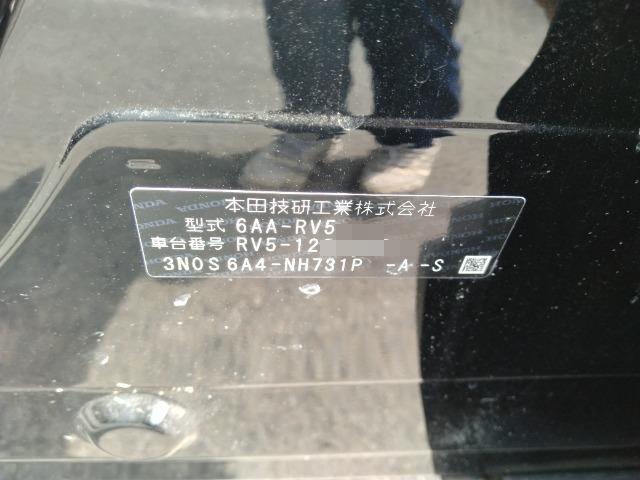 本田技研工業株式会社
型式 6AA-RV5
車台番号 RV5-12
3N0S6A4-NH731P -A -S